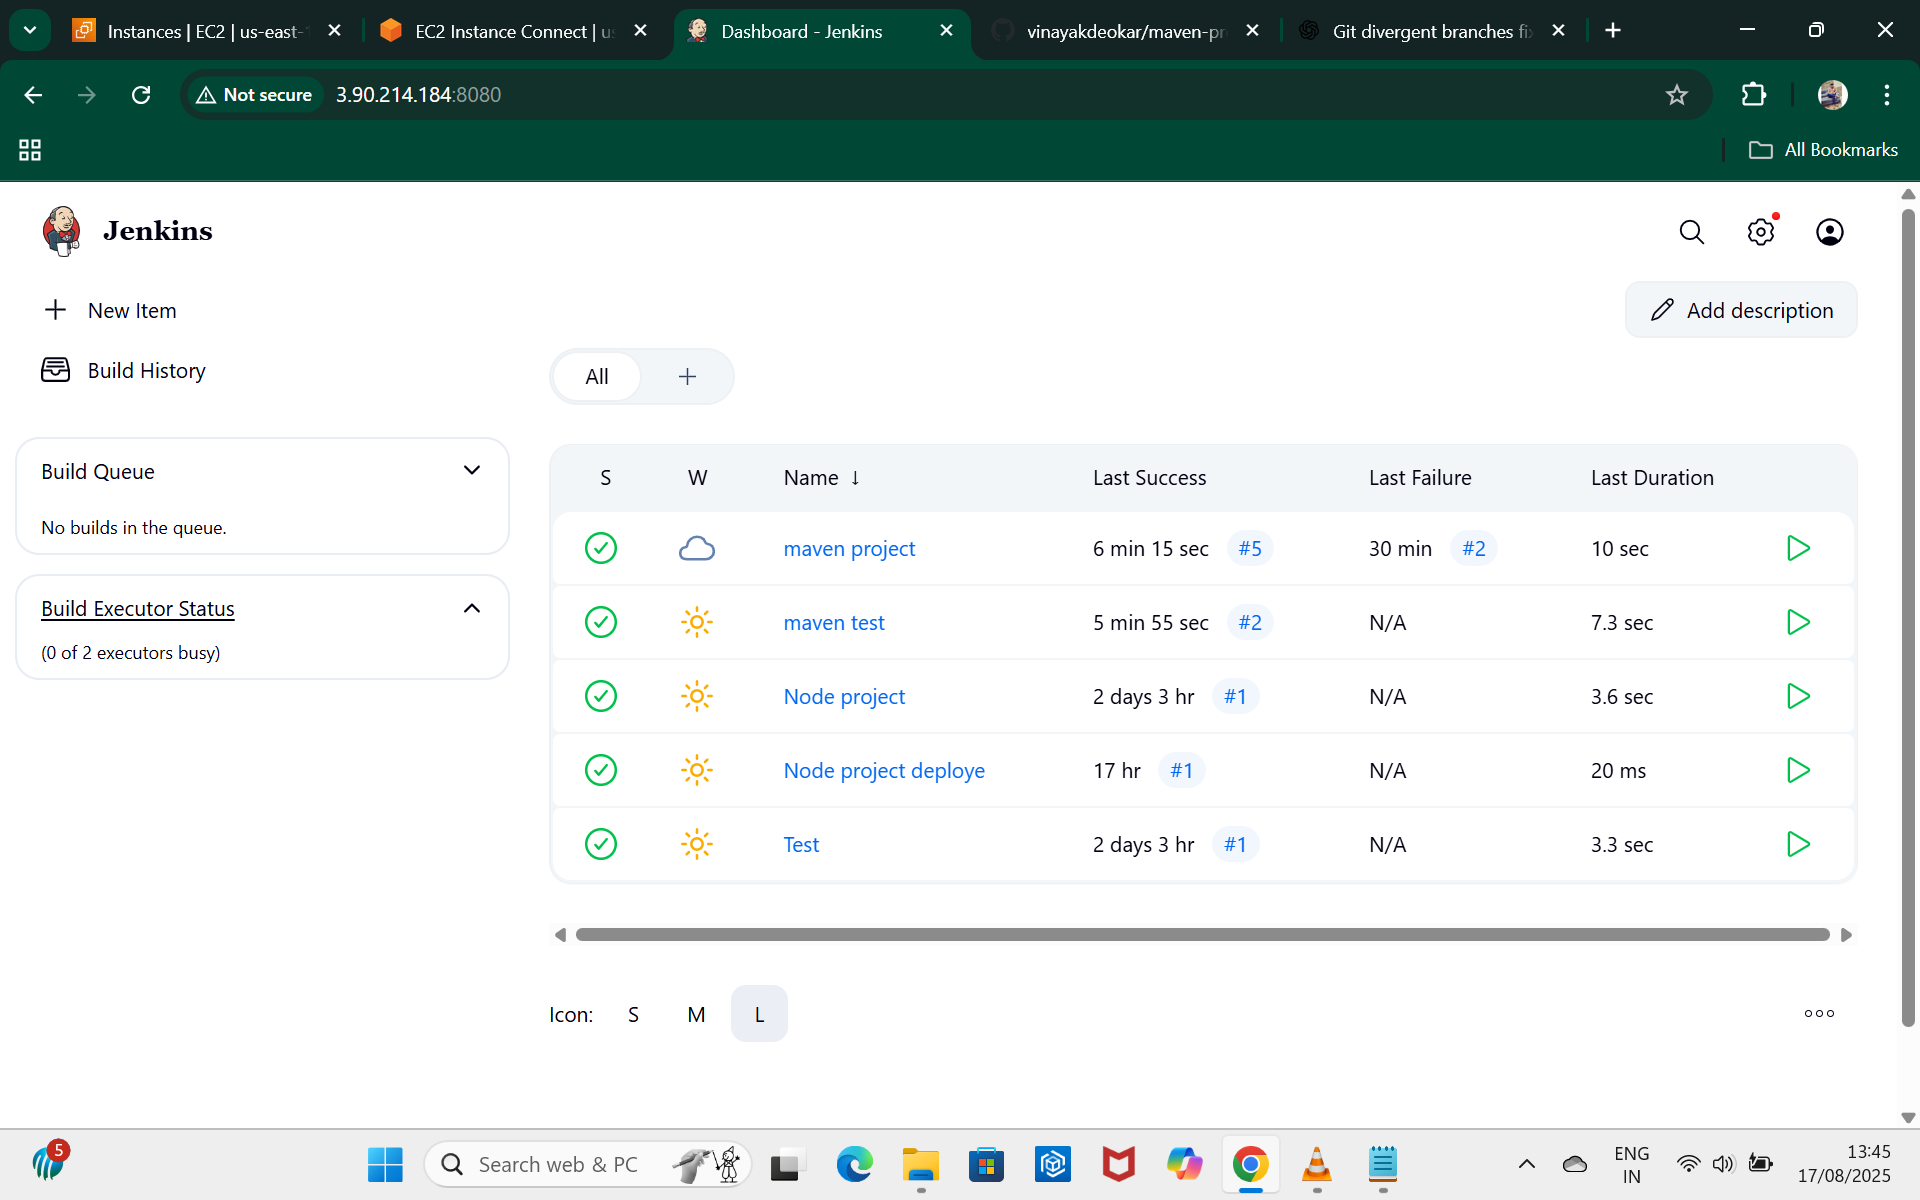 Instances | EC2 | us-east-1
EC2 Instance Connect | us
Dashboard - Jenkins
vinayakdeokar/maven-pr
Git divergent branches fix
Not secure
3.90.214.184:8080
All Bookmarks
Jenkins
New Item
Add description
Build History
All
Build Queue
No builds in the queue.
Build Executor Status
(0 of 2 executors busy)
S W Name ↓ Last Success Last Failure Last Duration
maven project 6 min 15 sec #5 30 min #2 10 sec
maven test 5 min 55 sec #2 N/A 7.3 sec
Node project 2 days 3 hr #1 N/A 3.6 sec
Node project deploye 17 hr #1 N/A 20 ms
Test 2 days 3 hr #1 N/A 3.3 sec
Icon: S M L
5
Search web & PC
ENG
IN
13:45
17/08/2025